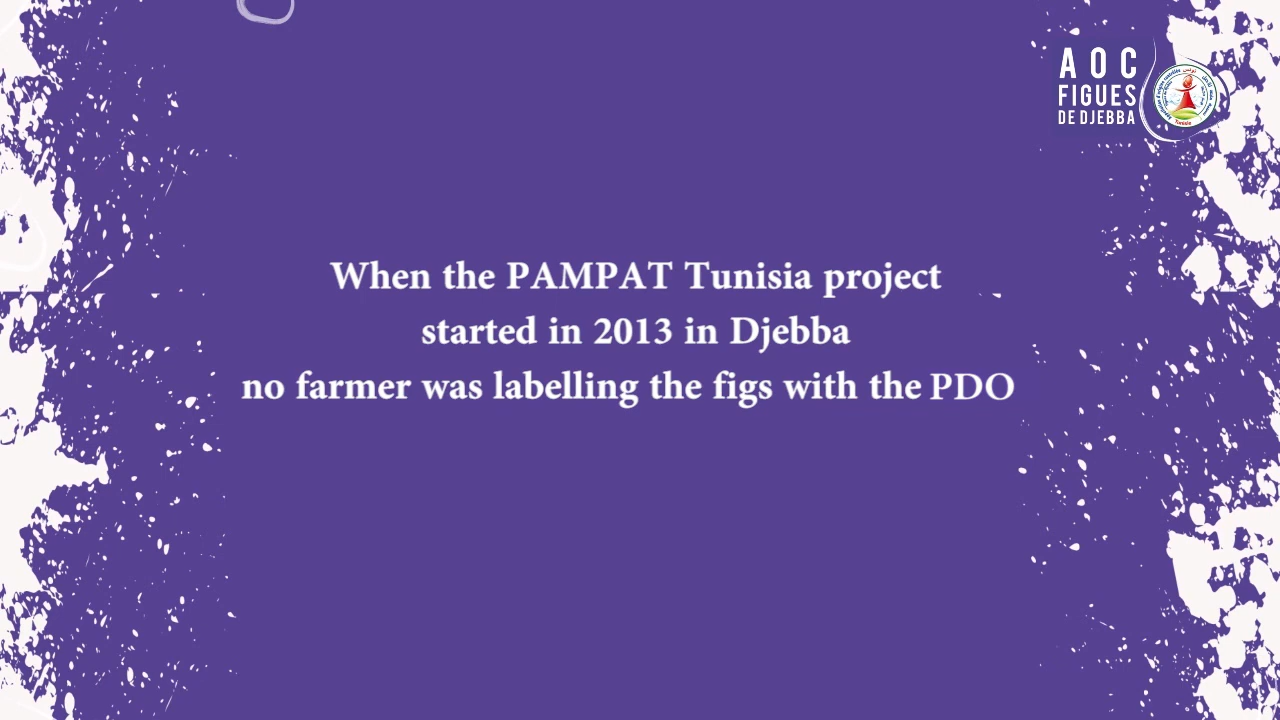 AOC
FIGUES
DE DJEBBA
When the PAMPAT Tunisia project
started in 2013 in Djebba
no farmer was labelling the figs with the PDO